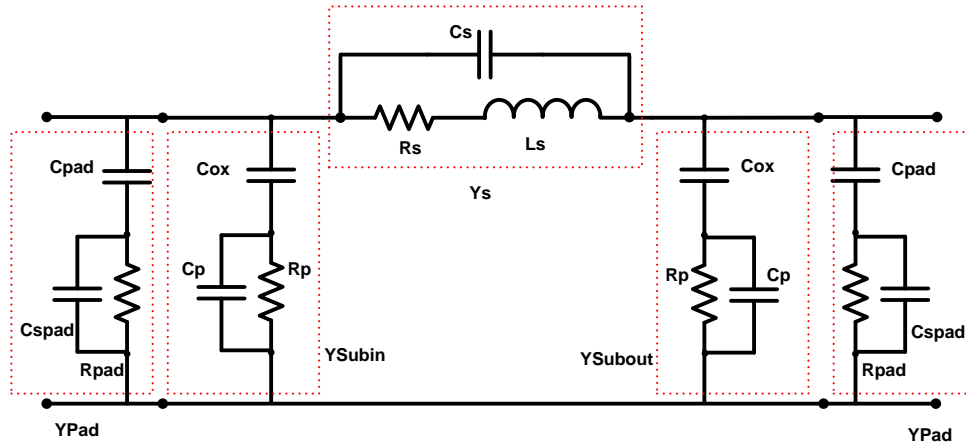 Cs
Rs
Ls
Cpad
Cox
Cox
Cpad
Ys
Cp
Rp
Rp
Cp
Cspad
Cspad
YSubin
YSubout
Rpad
Rpad
YPad
YPad